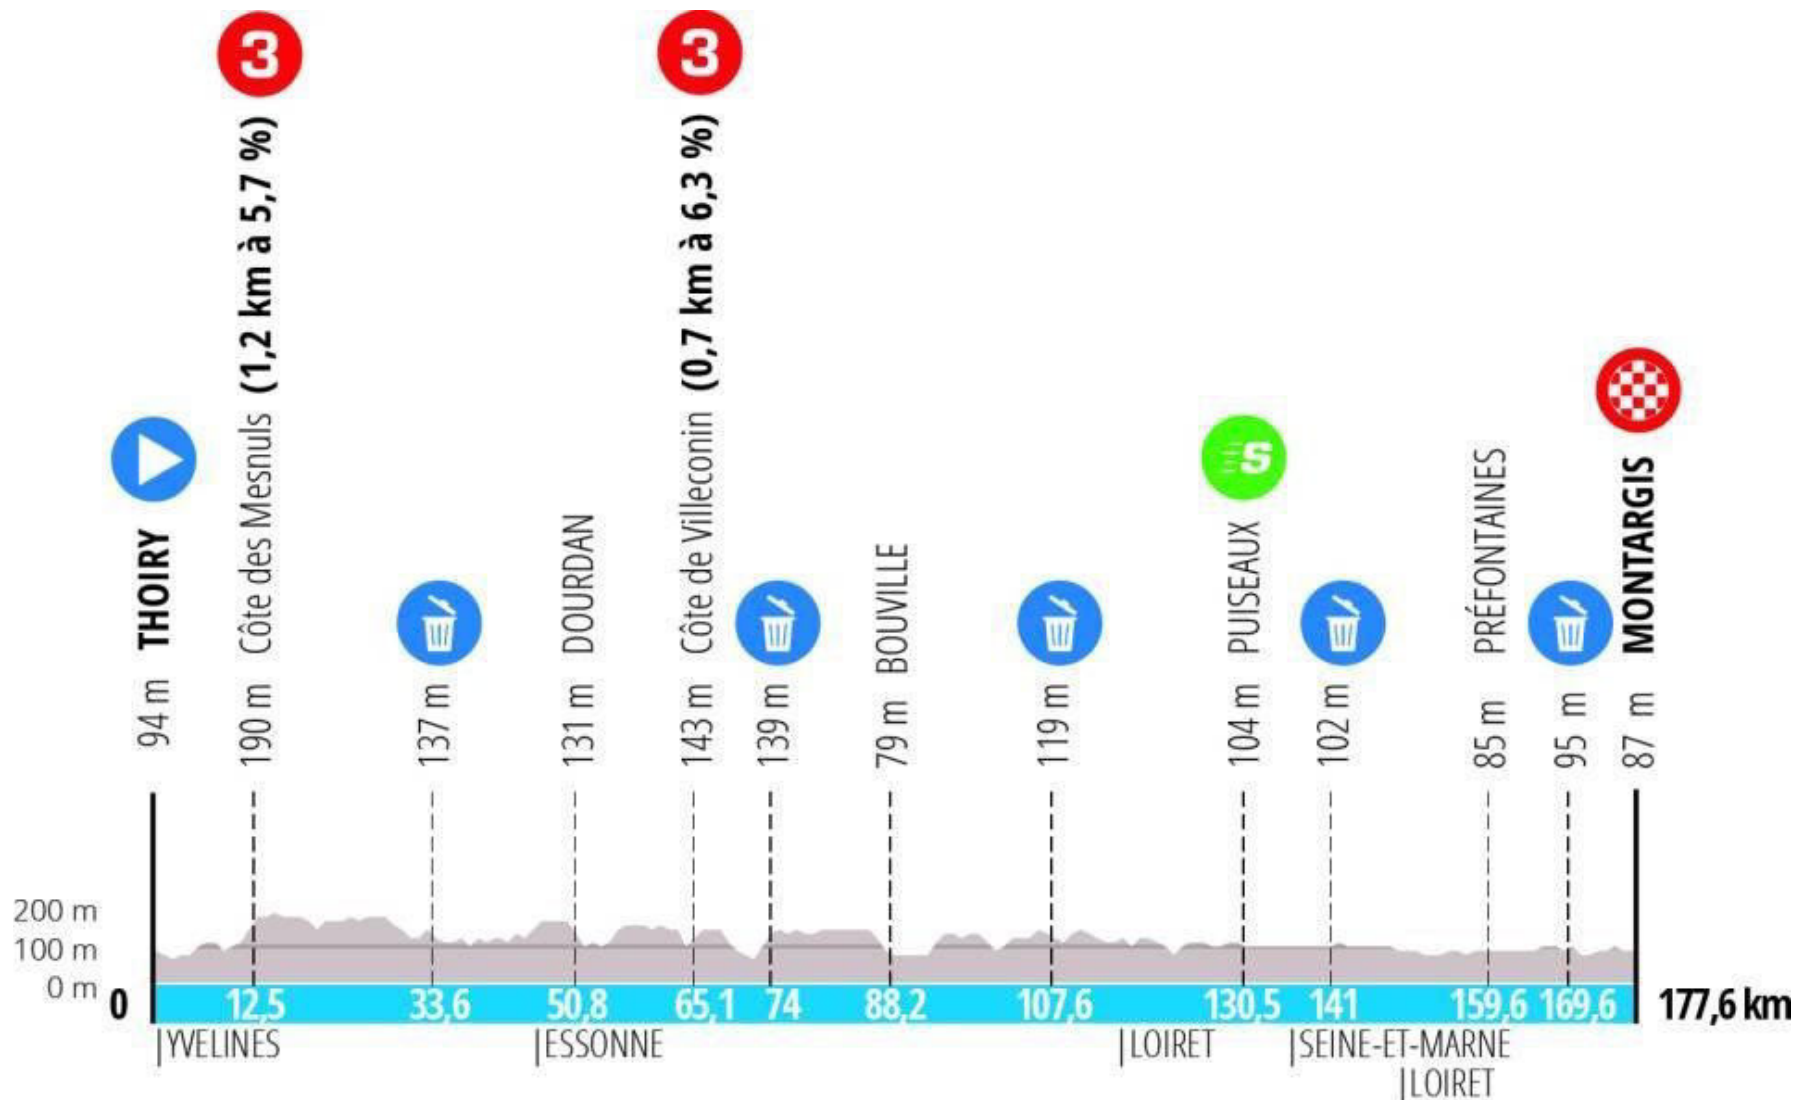 3
3
(1,2 km à 5,7 %)
(0,7 km à 6,3 %)
S
94 m THOIRY
190 m Côte des Mesnuls
137 m
131 m DOURDAN
143 m Côte de Villeconin
139 m
79 m BOUVILLE
119 m
104 m PUISEAUX
102 m
85 m PRÉFONTAINES
95 m
87 m MONTARGIS
200 m
100 m
0 m
0 12,5 33,6 50,8 65,1 74 88,2 107,6 130,5 141 159,6 169,6 177,6 km
|YVELINES |ESSONNE |LOIRET |SEINE-ET-MARNE
|LOIRET